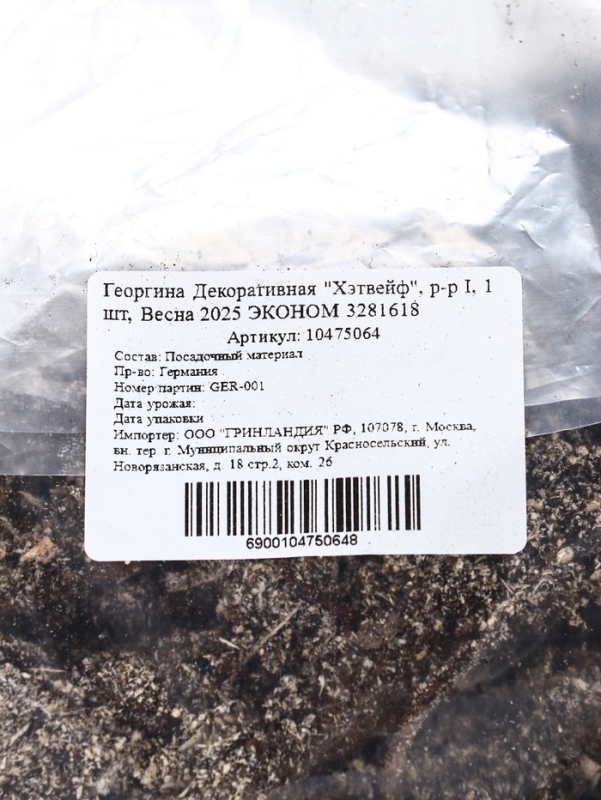 Георгина Декоративная "Хэтвейф", р-р I, 1
шт, Весна 2025 ЭКОНОМ 3281618
Артикул: 10475064
Состав: Посадочный материал
Пр-во: Германия
Номер партии: GER-001
Дата урожая:
Дата упаковки
Импортер: ООО "ГРИНЛАНДИЯ" РФ, 107078, г. Москва,
вн. тер г. Муниципальный округ Красносельский, ул.
Новорязанская, д. 18 стр.2, ком. 26
6900104750648